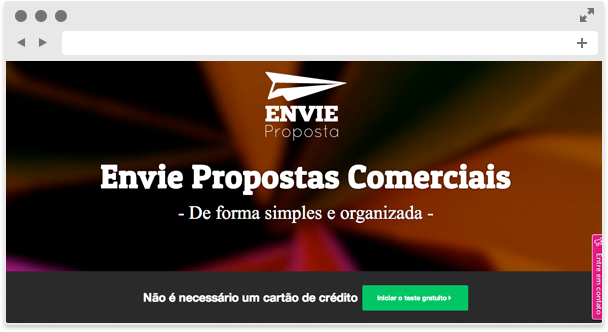 ENVIE
Proposta
Envie Propostas Comerciais
- De forma simples e organizada -
Não é necessário um cartão de crédito
Iniciar o teste gratuito
Entre em contato